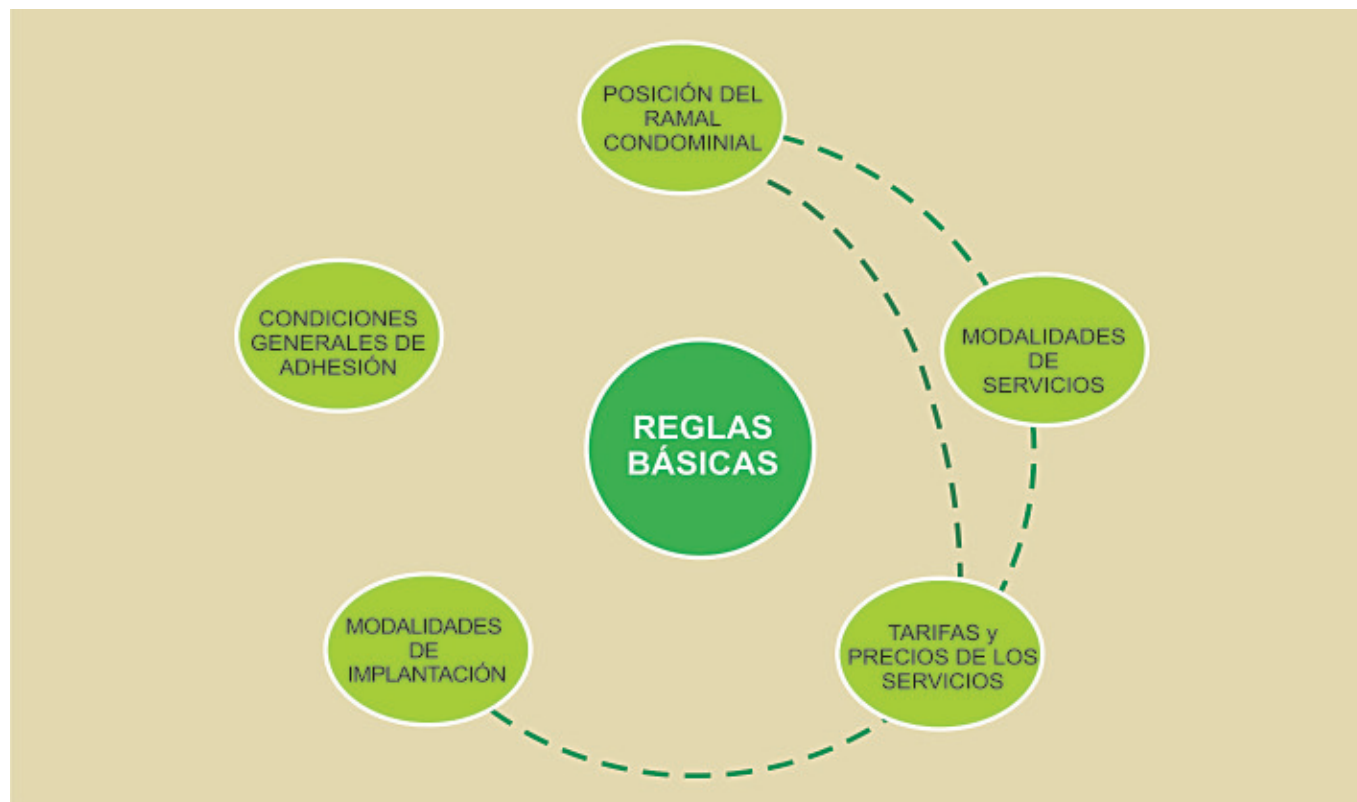 POSICIÓN DEL
RAMAL
CONDOMINIAL
CONDICIONES
GENERALES DE
ADHESIÓN
MODALIDADES
DE
SERVICIOS
REGLAS
BÁSICAS
MODALIDADES
DE
IMPLANTACIÓN
TARIFAS y
PRECIOS DE LOS
SERVICIOS